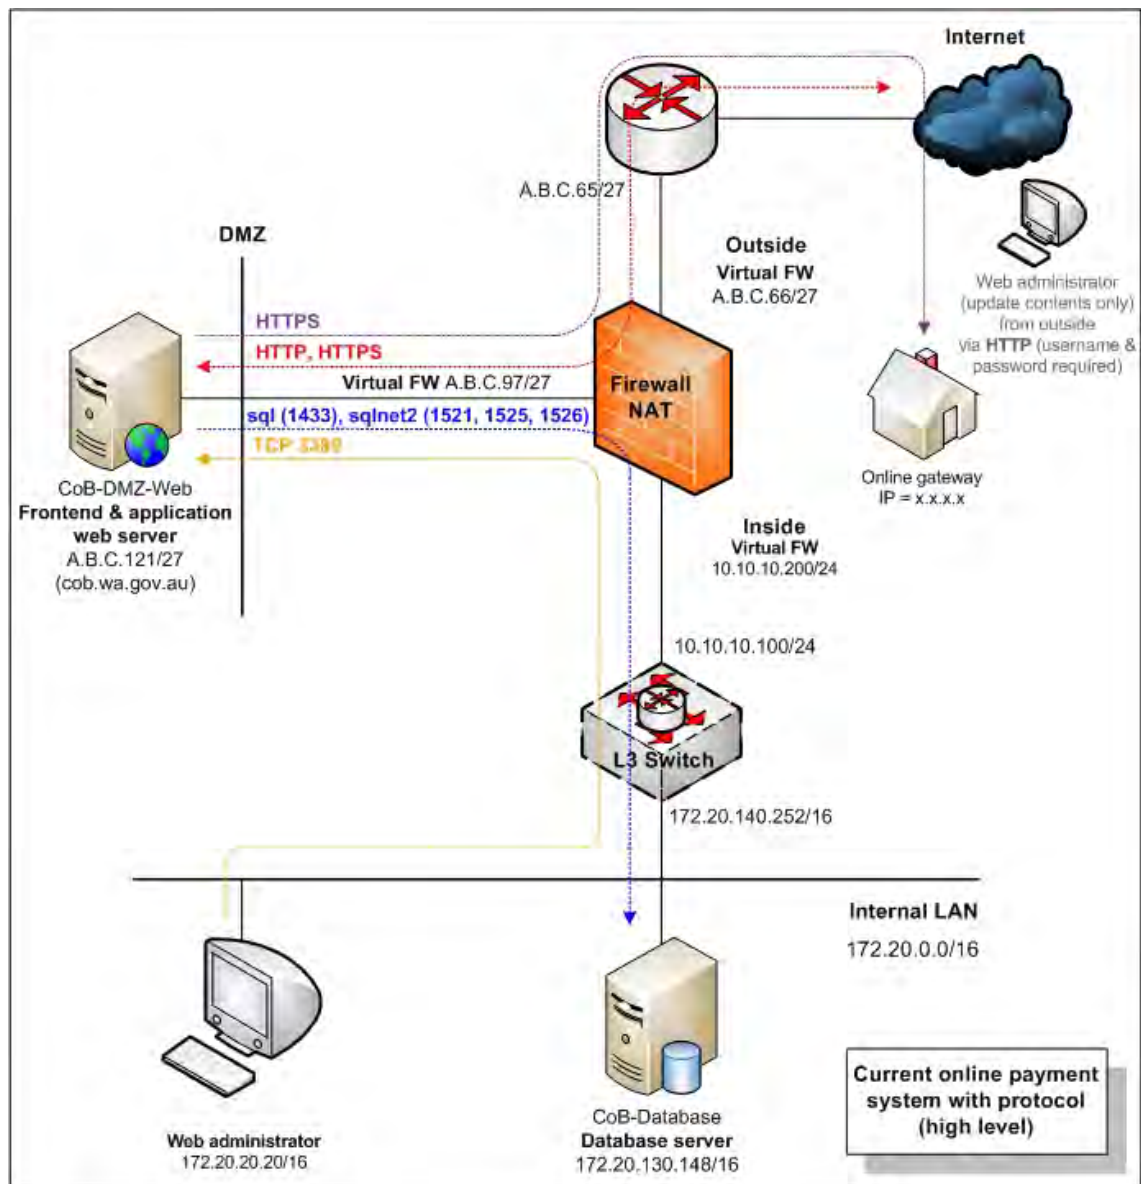 Internet
A.B.C.65/27
DMZ
Outside
Virtual FW
A.B.C.66/27
Web administrator
(update contents only)
from outside
via HTTP (username &
password required)
HTTPS
HTTP, HTTPS
Virtual FW A.B.C.97/27
sql (1433), sqlnet2 (1521, 1525, 1526)
TCP 3389
Firewall
NAT
CoB-DMZ-Web
Frontend & application
web server
A.B.C.121/27
(cob.wa.gov.au)
Online gateway
IP = x.x.x.x
Inside
Virtual FW
10.10.10.200/24
10.10.10.100/24
L3 Switch
172.20.140.252/16
Internal LAN
172.20.0.0/16
Web administrator
172.20.20.20/16
CoB-Database
Database server
172.20.130.148/16
Current online payment
system with protocol
(high level)